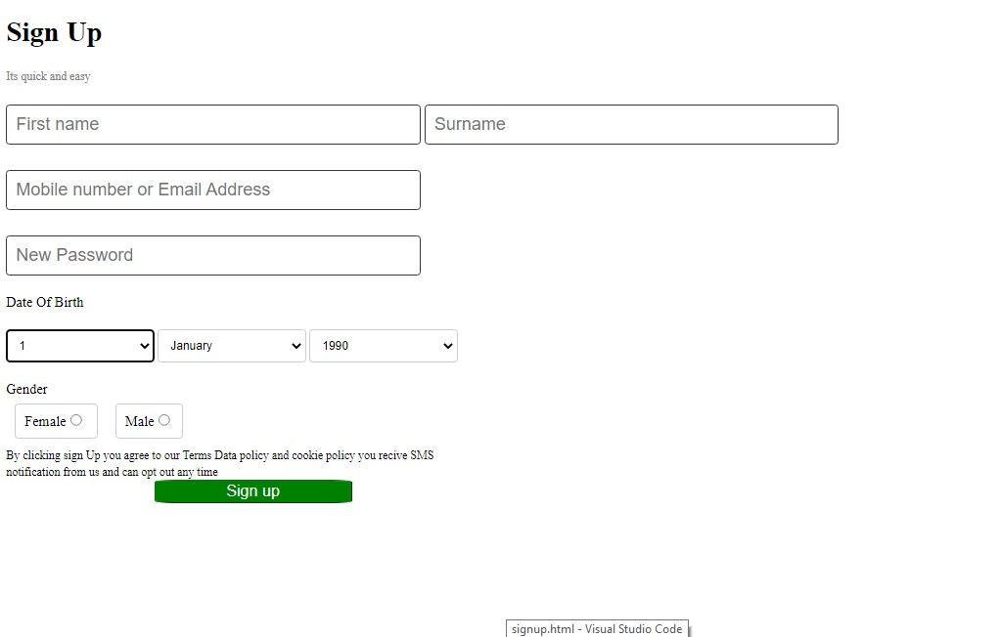 Sign Up
Its quick and easy
First name Surname
Mobile number or Email Address
New Password
Date Of Birth
1 January 1990
Gender
Female Male
By clicking sign Up you agree to our Terms Data policy and cookie policy you recive SMS
notification from us and can opt out any time
Sign up
signup.html - Visual Studio Code